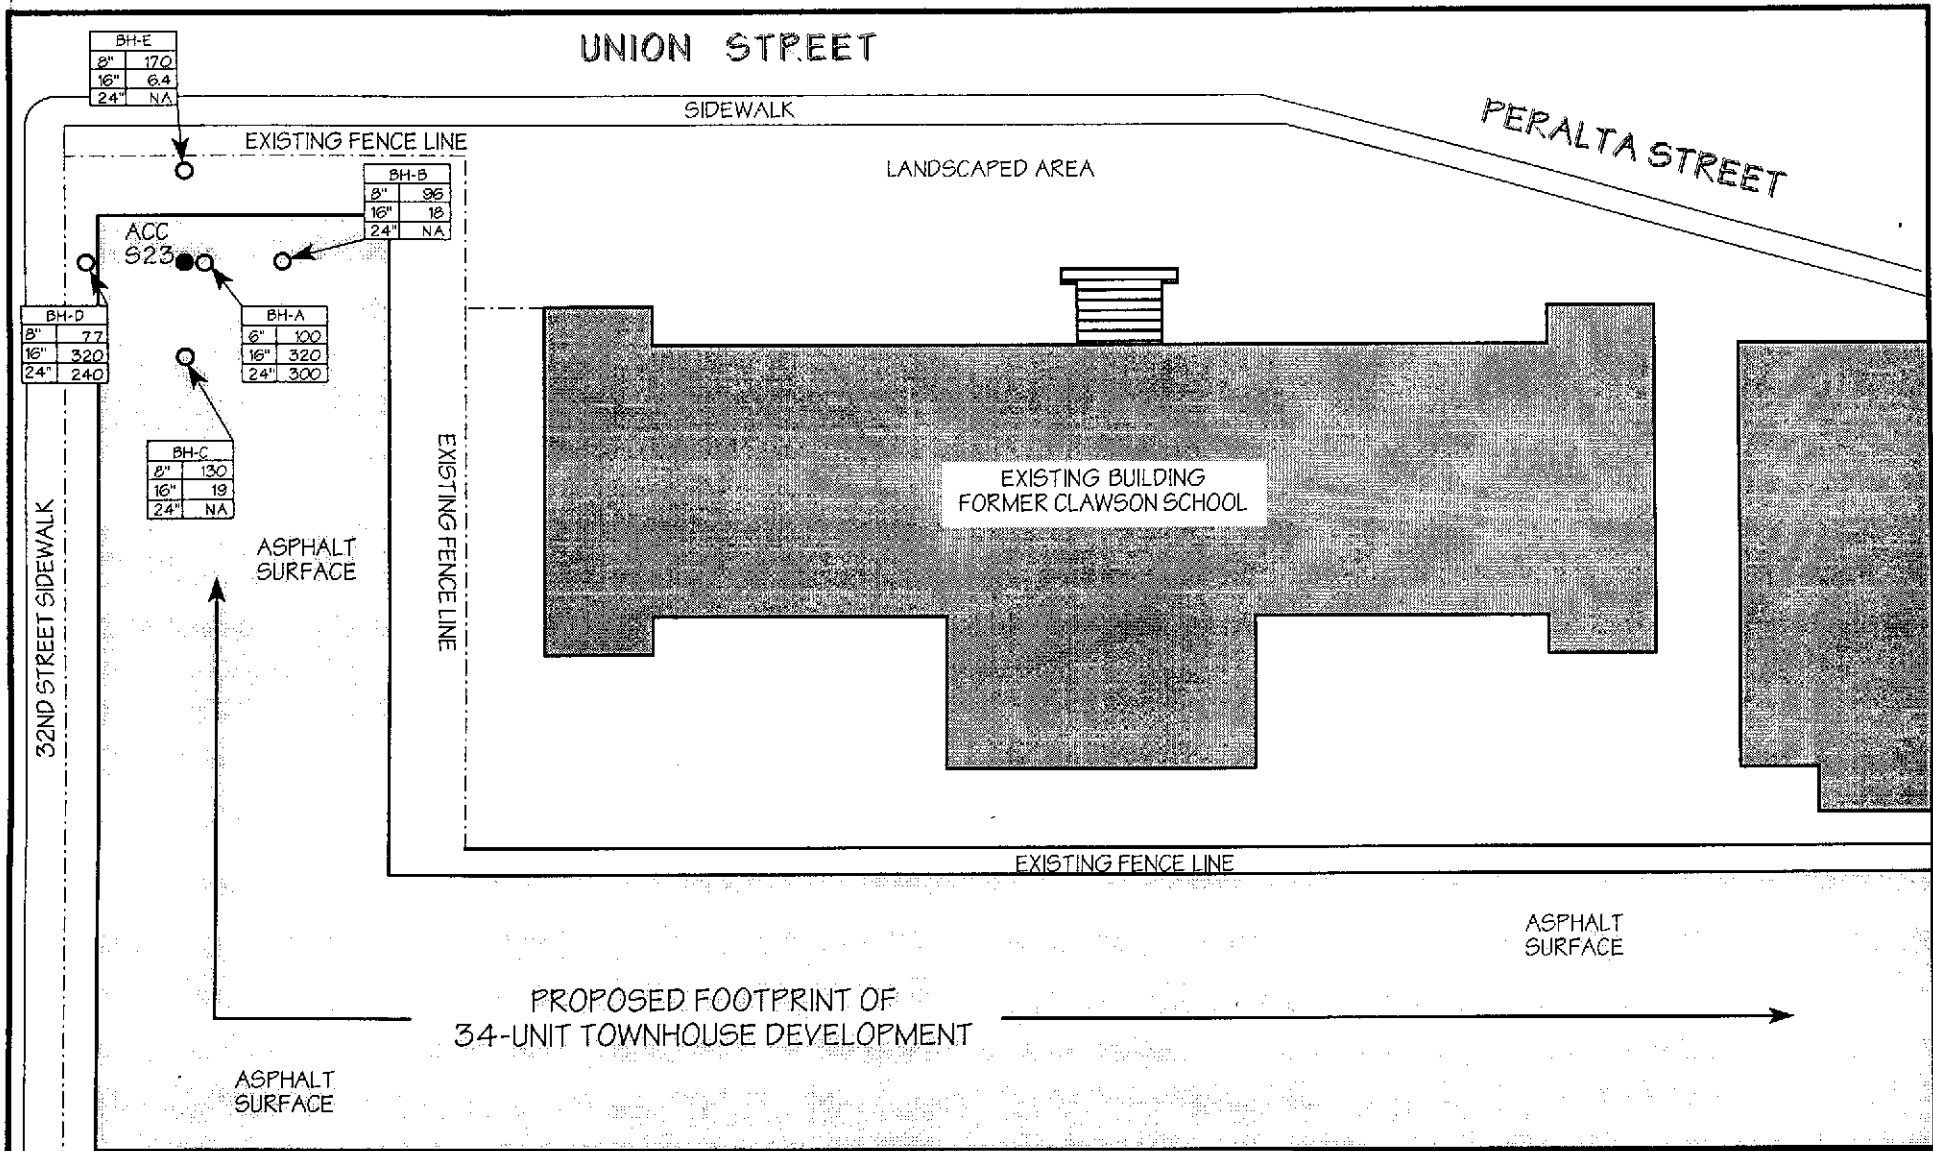 UNION STREET
BH-E
8" 170
16" 6.4
24" NA
SIDEWALK
PERALTA STREET
EXISTING FENCE LINE
LANDSCAPED AREA
BH-B
8" 96
16" 18
24" NA
ACC
S23
BH-D
8" 77
16" 320
24" 240
BH-A
6" 100
16" 320
24" 300
BH-C
8" 130
16" 19
24" NA
EXISTING FENCE LINE
EXISTING BUILDING
FORMER CLAWSON SCHOOL
32ND STREET SIDEWALK
ASPHALT
SURFACE
EXISTING FENCE LINE
ASPHALT
SURFACE
PROPOSED FOOTPRINT OF
34-UNIT TOWNHOUSE DEVELOPMENT
ASPHALT
SURFACE